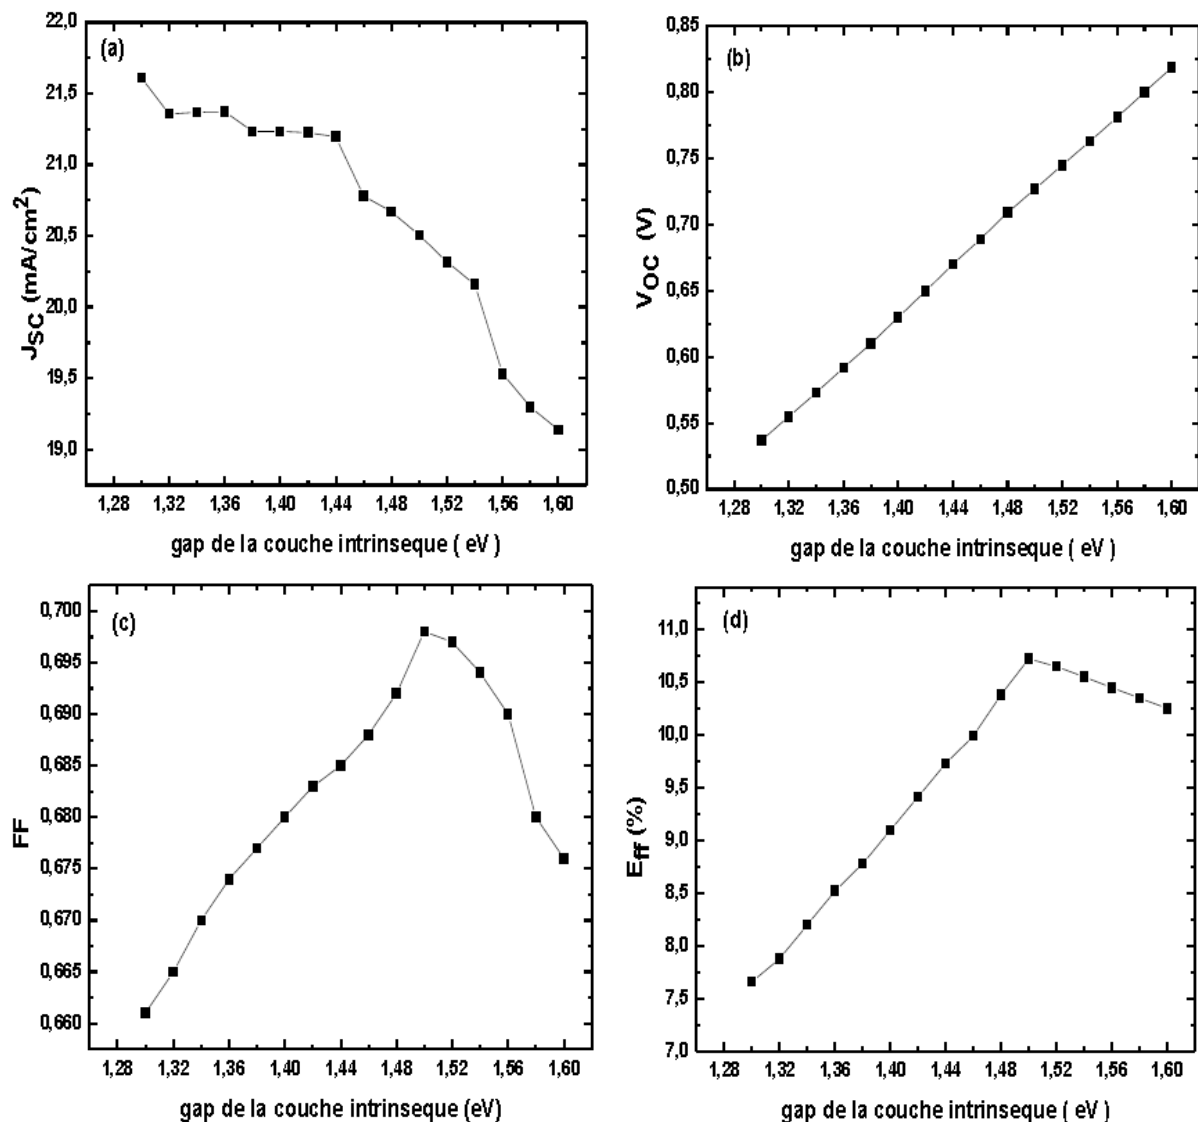 (a)
22,0
21,5
21,0
20,5
20,0
19,5
19,0
J_SC (mA/cm²)
1,28 1,32 1,36 1,40 1,44 1,48 1,52 1,56 1,60
gap de la couche intrinseque ( eV )
(b)
0,85
0,80
0,75
0,70
0,65
0,60
0,55
0,50
V_OC (V)
1,28 1,32 1,36 1,40 1,44 1,48 1,52 1,56 1,60
gap de la couche intrinseque ( eV )
(c)
0,700
0,695
0,690
0,685
0,680
0,675
0,670
0,665
0,660
FF
1,28 1,32 1,36 1,40 1,44 1,48 1,52 1,56 1,60
gap de la couche intrinseque (eV)
(d)
11,0
10,5
10,0
9,5
9,0
8,5
8,0
7,5
7,0
E_ff (%)
1,28 1,32 1,36 1,40 1,44 1,48 1,52 1,56 1,60
gap de la couche intrinseque ( eV )